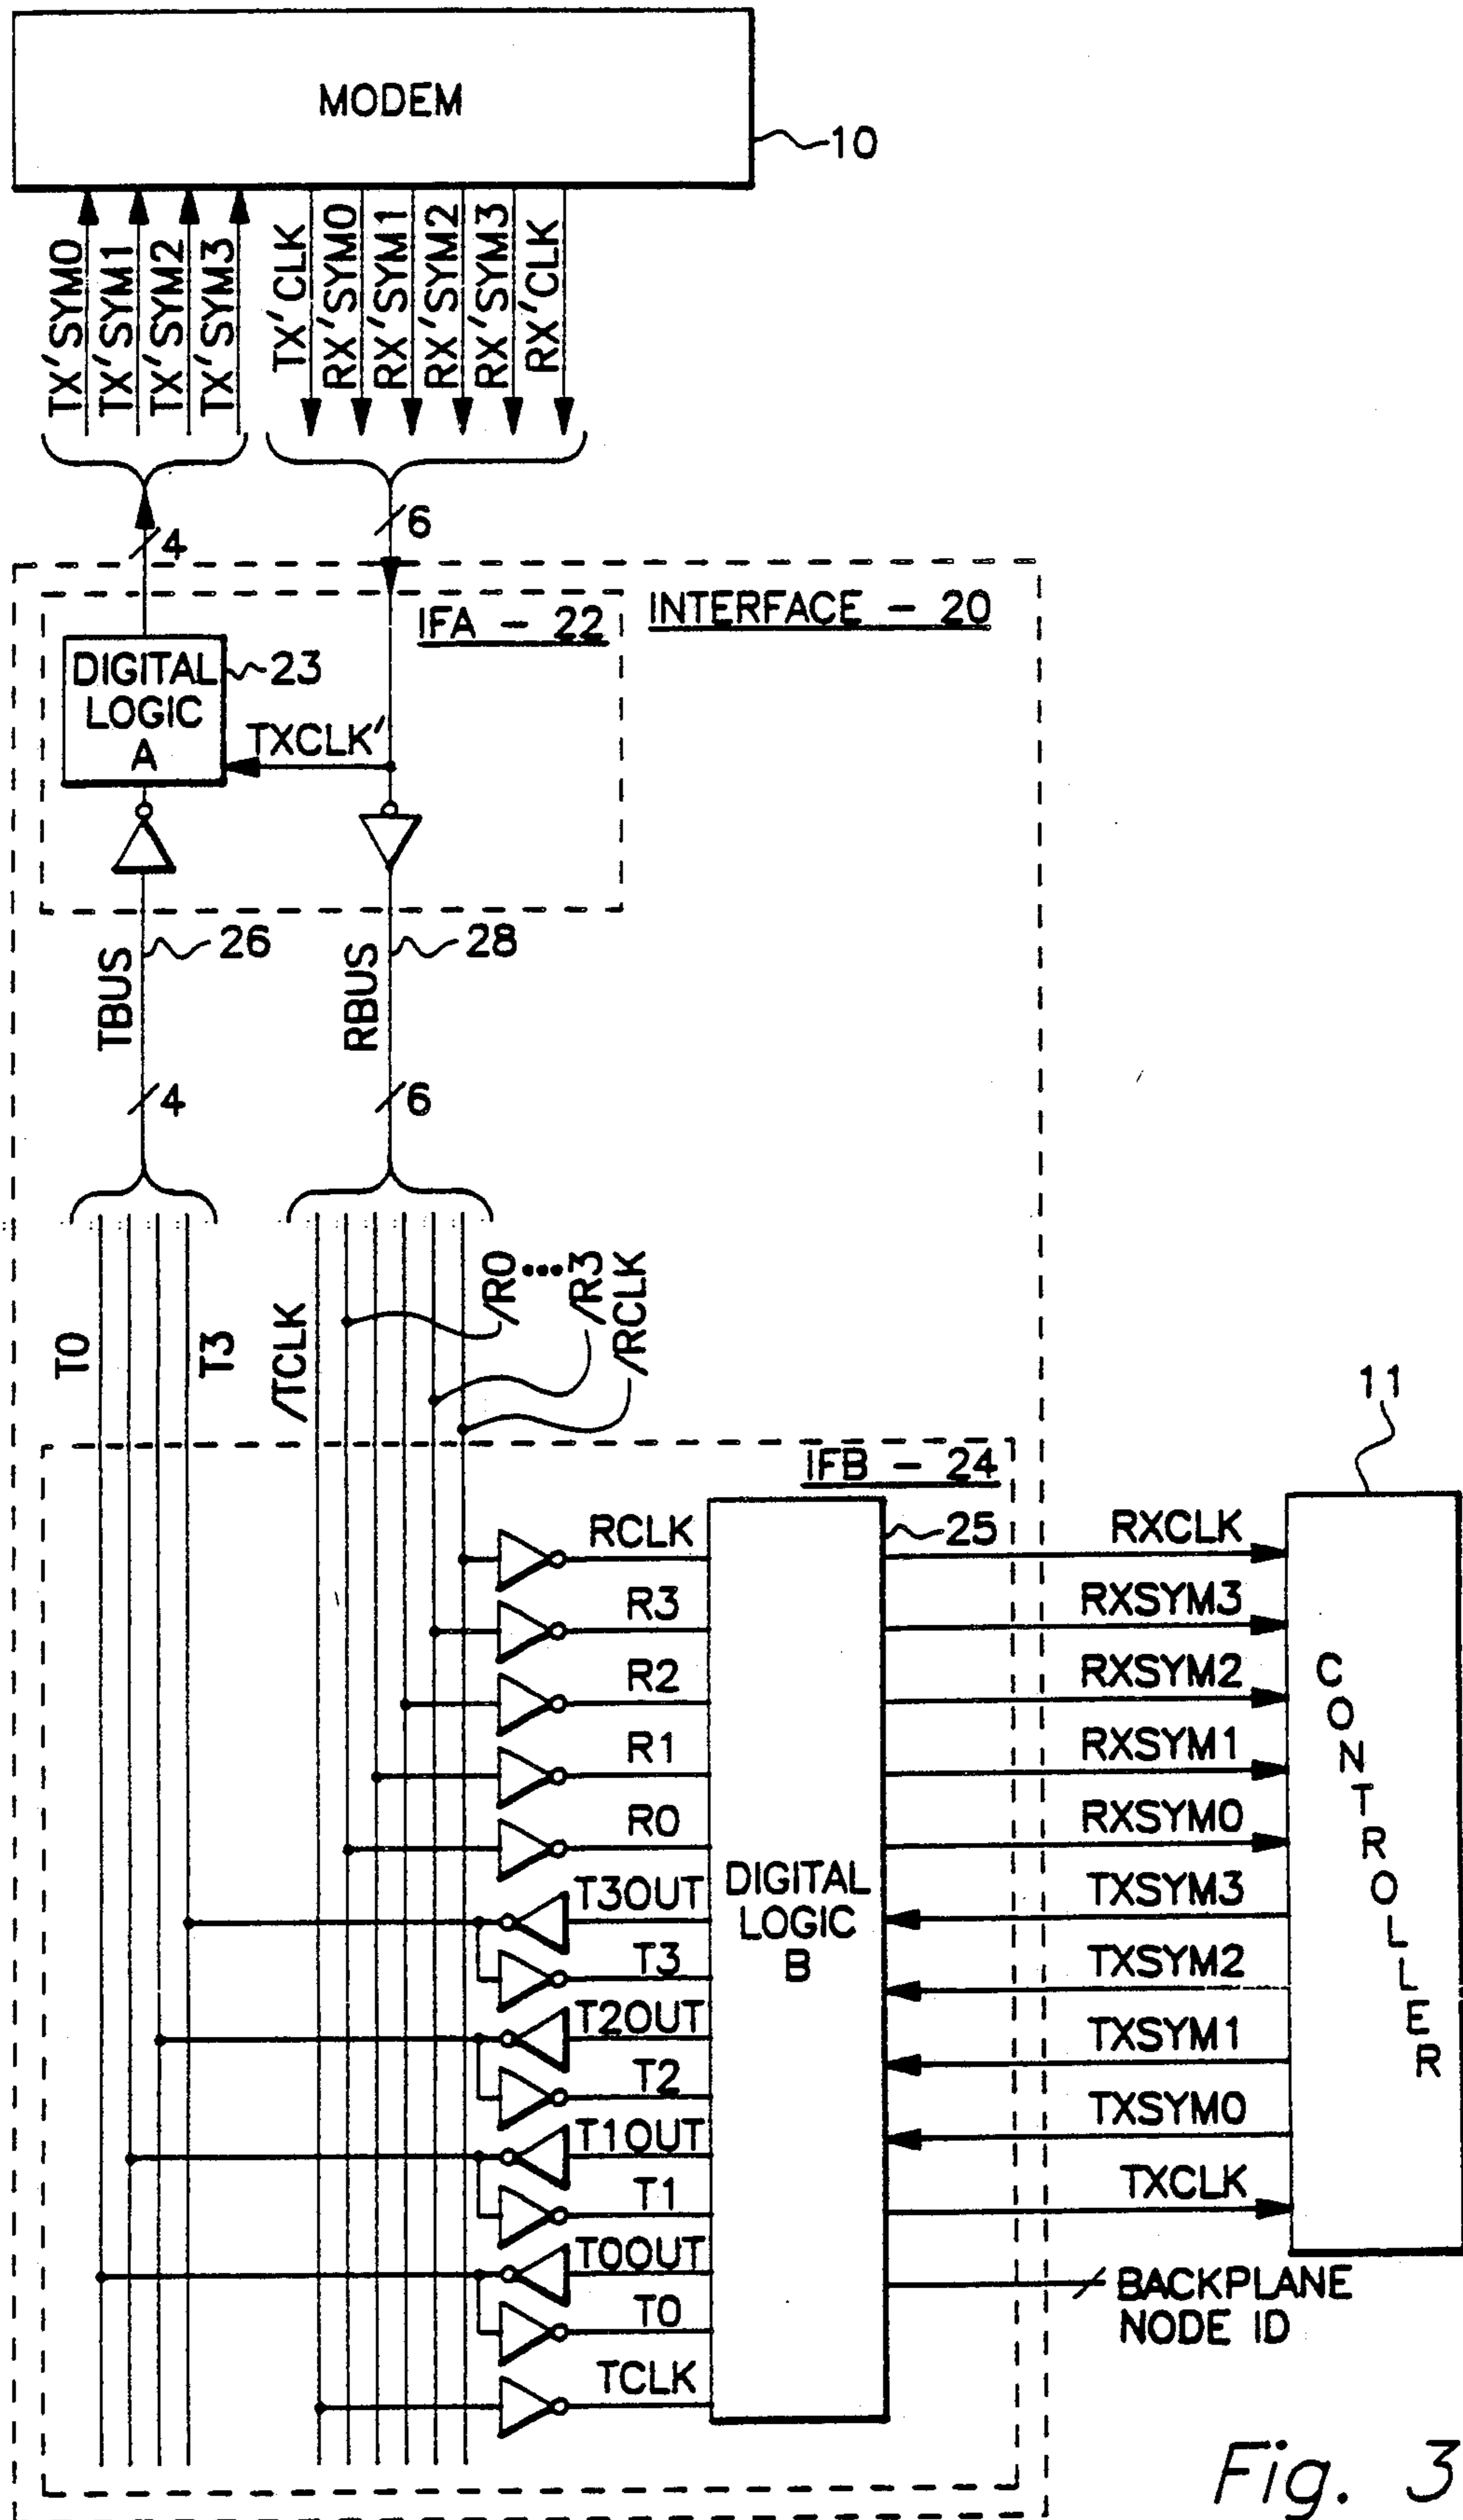 MODEM
10
TX'SYM0
TX'SYM1
TX'SYM2
TX'SYM3
TX'CLK
RX'SYM0
RX'SYM1
RX'SYM2
RX'SYM3
RX'CLK
4
6
INTERFACE - 20
IFA - 22
DIGITAL
LOGIC
A
23
TXCLK'
TBUS
26
RBUS
28
4
6
T0
T3
/TCLK
/R0•••/R3
/RCLK
IFB - 24
11
RCLK
R3
R2
R1
R0
T3OUT
T3
T2OUT
T2
T1OUT
T1
T0OUT
T0
TCLK
25
DIGITAL
LOGIC
B
RXCLK
RXSYM3
RXSYM2
RXSYM1
RXSYM0
TXSYM3
TXSYM2
TXSYM1
TXSYM0
TXCLK
CONTROLLER
BACKPLANE
NODE ID
Fig. 3